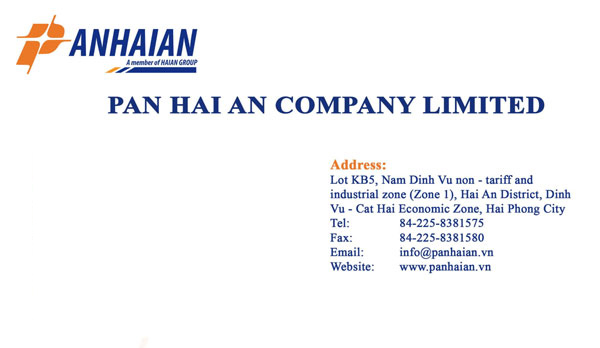 PANHAIAN
A member of HAIAN GROUP
PAN HAI AN COMPANY LIMITED
Address:
Lot KB5, Nam Dinh Vu non - tariff and
industrial zone (Zone 1), Hai An District, Dinh
Vu - Cat Hai Economic Zone, Hai Phong City
Tel: 84-225-8381575
Fax: 84-225-8381580
Email: info@panhaian.vn
Website: www.panhaian.vn